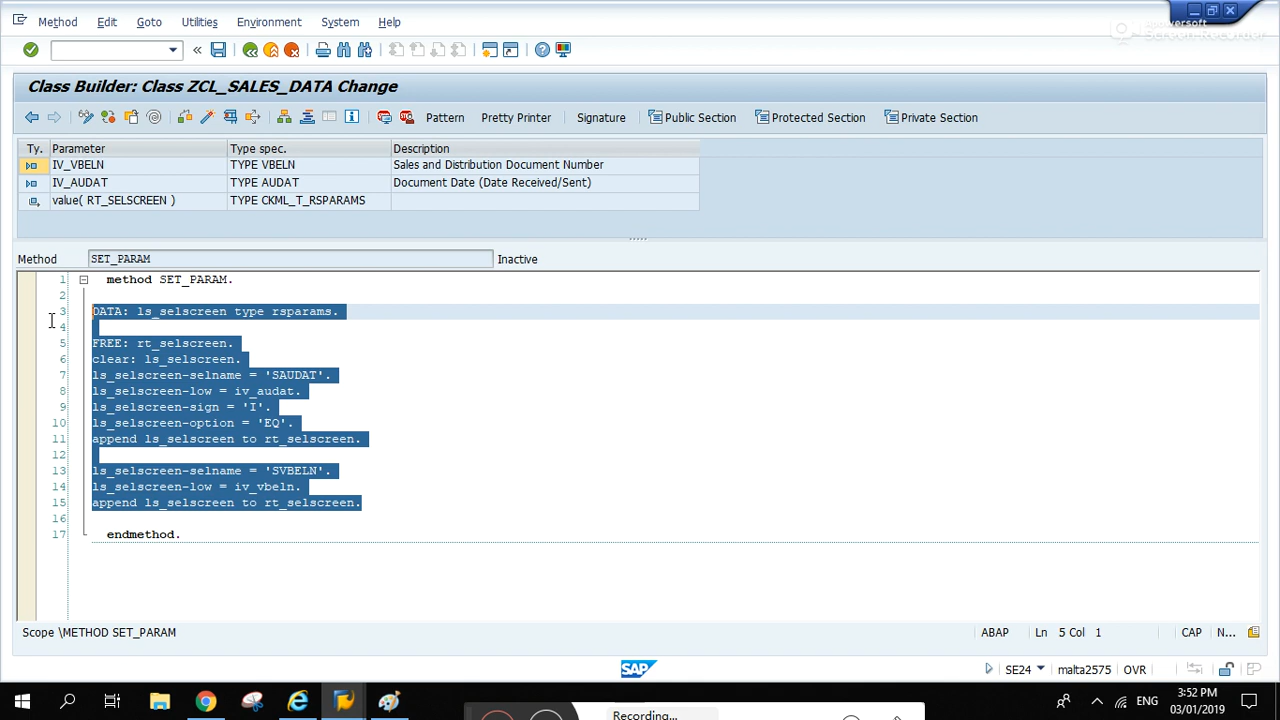 Method Edit Goto Utilities Environment System Help
Screen Recorder
Class Builder: Class ZCL_SALES_DATA Change
Pattern Pretty Printer Signature Public Section Protected Section Private Section
Ty. Parameter Type spec. Description
IV_VBELN TYPE VBELN Sales and Distribution Document Number
IV_AUDAT TYPE AUDAT Document Date (Date Received/Sent)
value( RT_SELSCREEN ) TYPE CKML_T_RSPARAMS
Method SET_PARAM Inactive
1 method SET_PARAM.
2
3 DATA: ls_selscreen type rsparams.
4
5 FREE: rt_selscreen.
6 clear: ls_selscreen.
7 ls_selscreen-selname = 'SAUDAT'.
8 ls_selscreen-low = iv_audat.
9 ls_selscreen-sign = 'I'.
10 ls_selscreen-option = 'EQ'.
11 append ls_selscreen to rt_selscreen.
12
13 ls_selscreen-selname = 'SVBELN'.
14 ls_selscreen-low = iv_vbeln.
15 append ls_selscreen to rt_selscreen.
16
17 endmethod.
Scope \METHOD SET_PARAM ABAP Ln 5 Col 1 CAP N...
SAP SE24 malta2575 OVR
ENG 3:52 PM
03/01/2019
Recording...